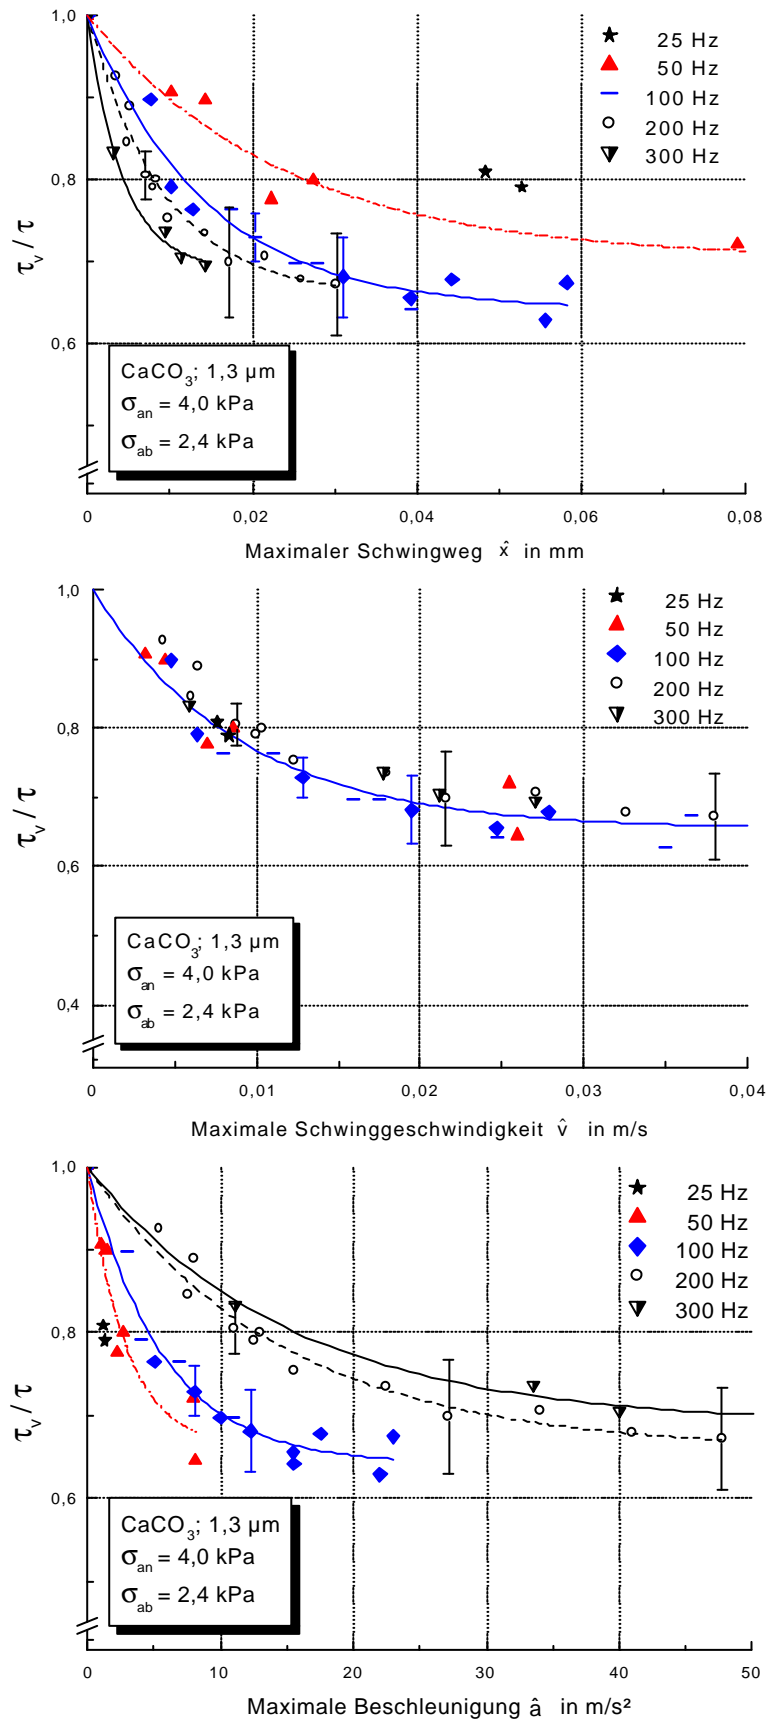 1,0
25 Hz
50 Hz
100 Hz
200 Hz
300 Hz
0,8
τv / τ
0,6
CaCO3; 1,3 µm
σan = 4,0 kPa
σab = 2,4 kPa
0 0,02 0,04 0,06 0,08
Maximaler Schwingweg x̂ in mm
1,0
25 Hz
50 Hz
100 Hz
200 Hz
300 Hz
0,8
τv / τ
0,6
CaCO3; 1,3 µm
σan = 4,0 kPa
σab = 2,4 kPa
0,4
0 0,01 0,02 0,03 0,04
Maximale Schwinggeschwindigkeit v̂ in m/s
1,0
25 Hz
50 Hz
100 Hz
200 Hz
300 Hz
0,8
τv / τ
0,6
CaCO3; 1,3 µm
σan = 4,0 kPa
σab = 2,4 kPa
0 10 20 30 40 50
Maximale Beschleunigung â in m/s²